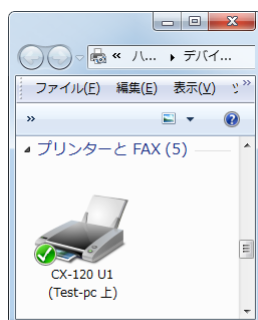 « ハ... ▸ デバイ...
ファイル(F) 編集(E) 表示(V) »
»
プリンターと FAX (5)
CX-120 U1
(Test-pc 上)